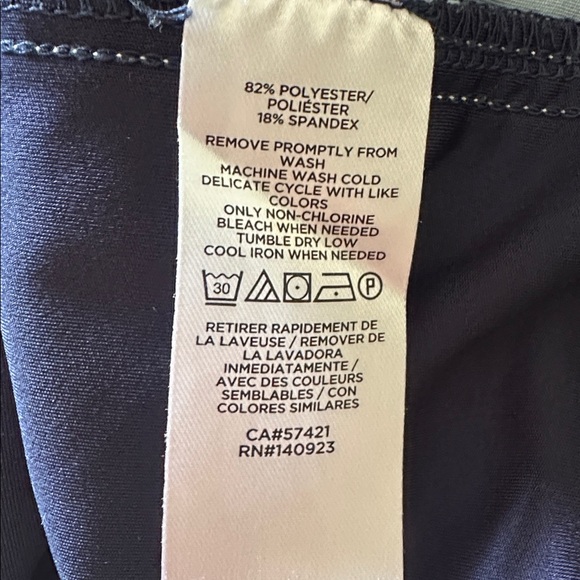 82% POLYESTER/
POLIÉSTER
18% SPANDEX
REMOVE PROMPTLY FROM
WASH
MACHINE WASH COLD
DELICATE CYCLE WITH LIKE
COLORS
ONLY NON-CHLORINE
BLEACH WHEN NEEDED
TUMBLE DRY LOW
COOL IRON WHEN NEEDED
30 P
RETIRER RAPIDEMENT DE
LA LAVEUSE / REMOVER DE
LA LAVADORA
INMEDIATAMENTE /
AVEC DES COULEURS
SEMBLABLES / CON
COLORES SIMILARES
CA#57421
RN#140923